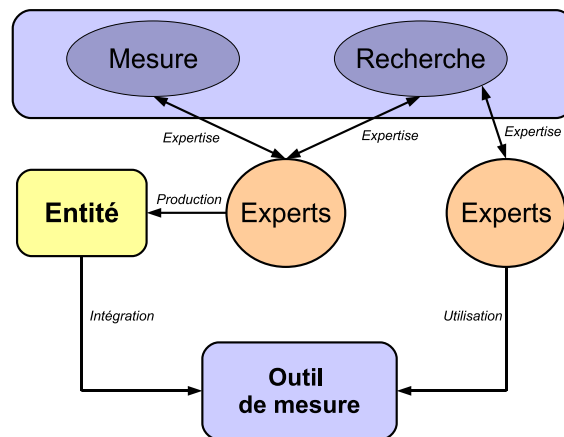 Mesure
Recherche
Expertise
Expertise
Expertise
Entité
Production
Experts
Experts
Intégration
Utilisation
Outil
de mesure